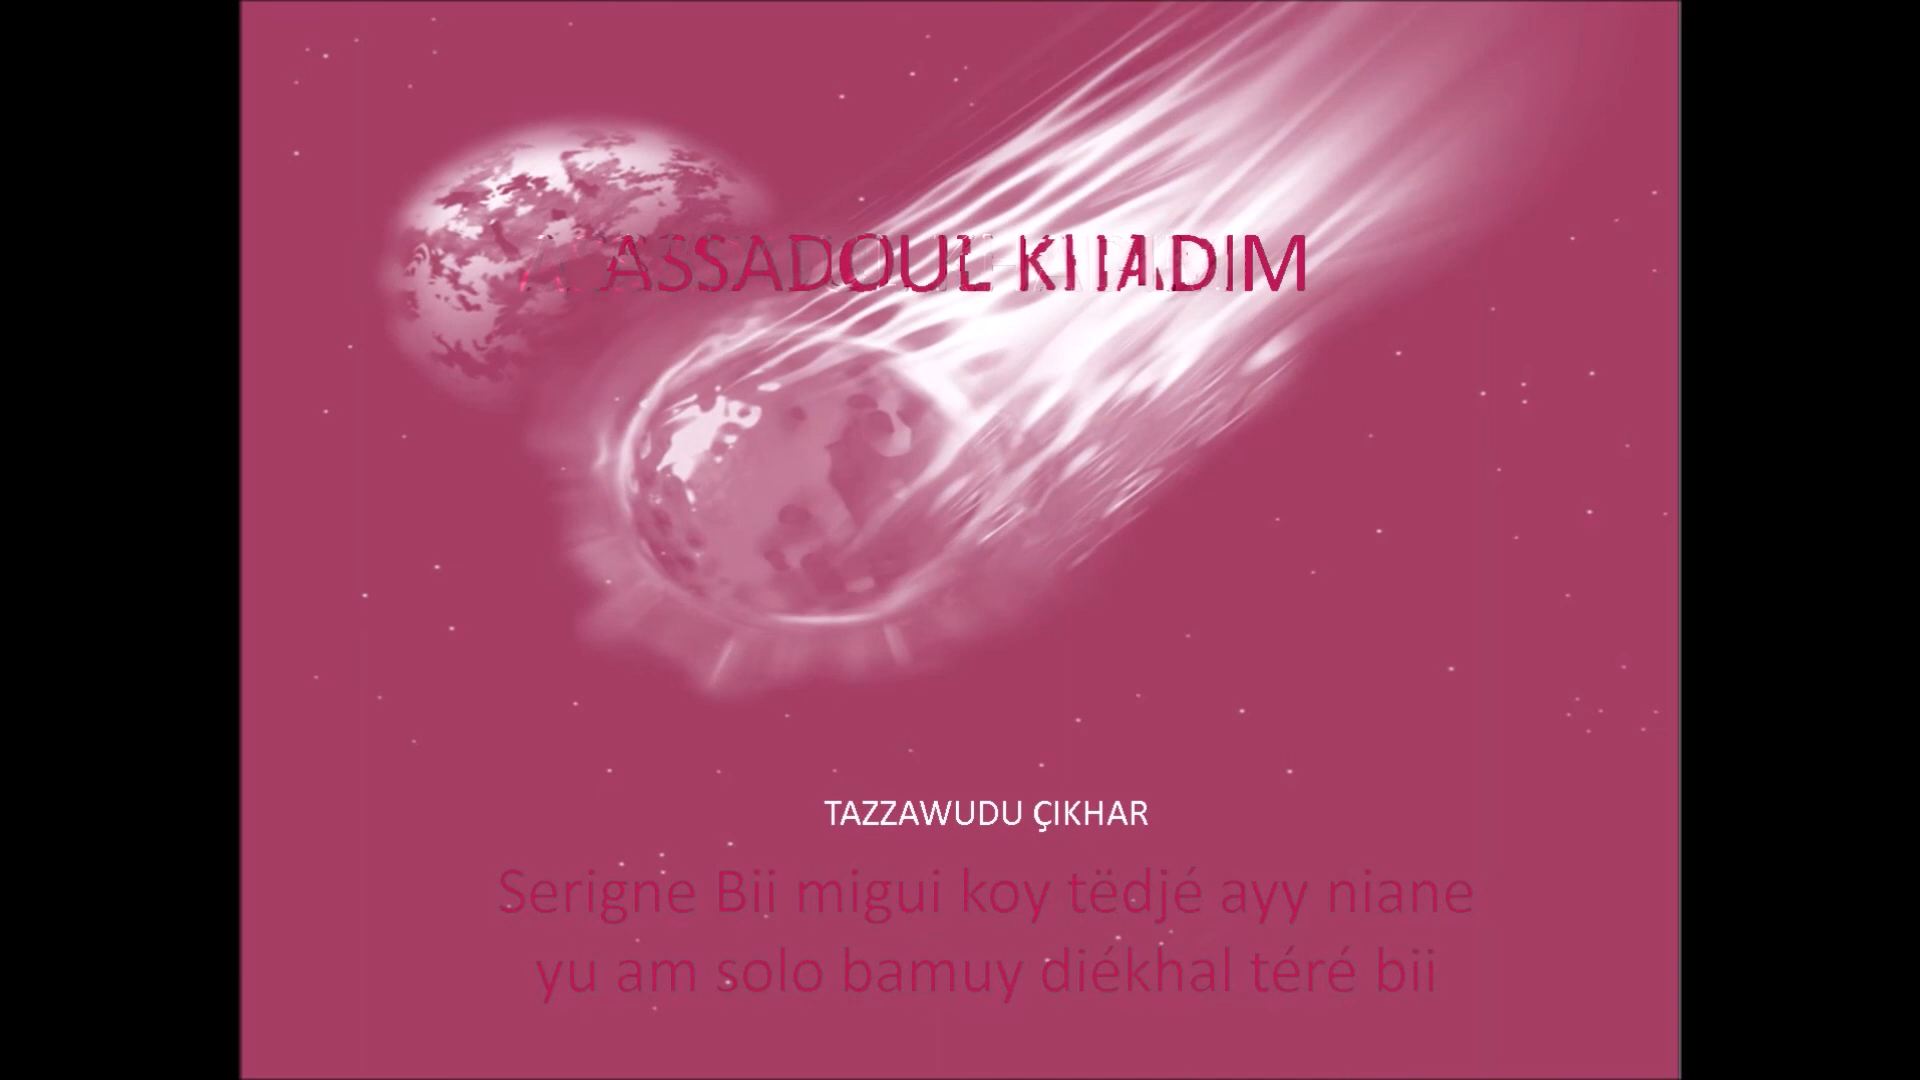 ASSADOUL KHADIM
TAZZAWUDU ÇIKHAR
Serigne Bii migui koy tëdjé ayy niane
yu am solo bamuy diékhal téré bii